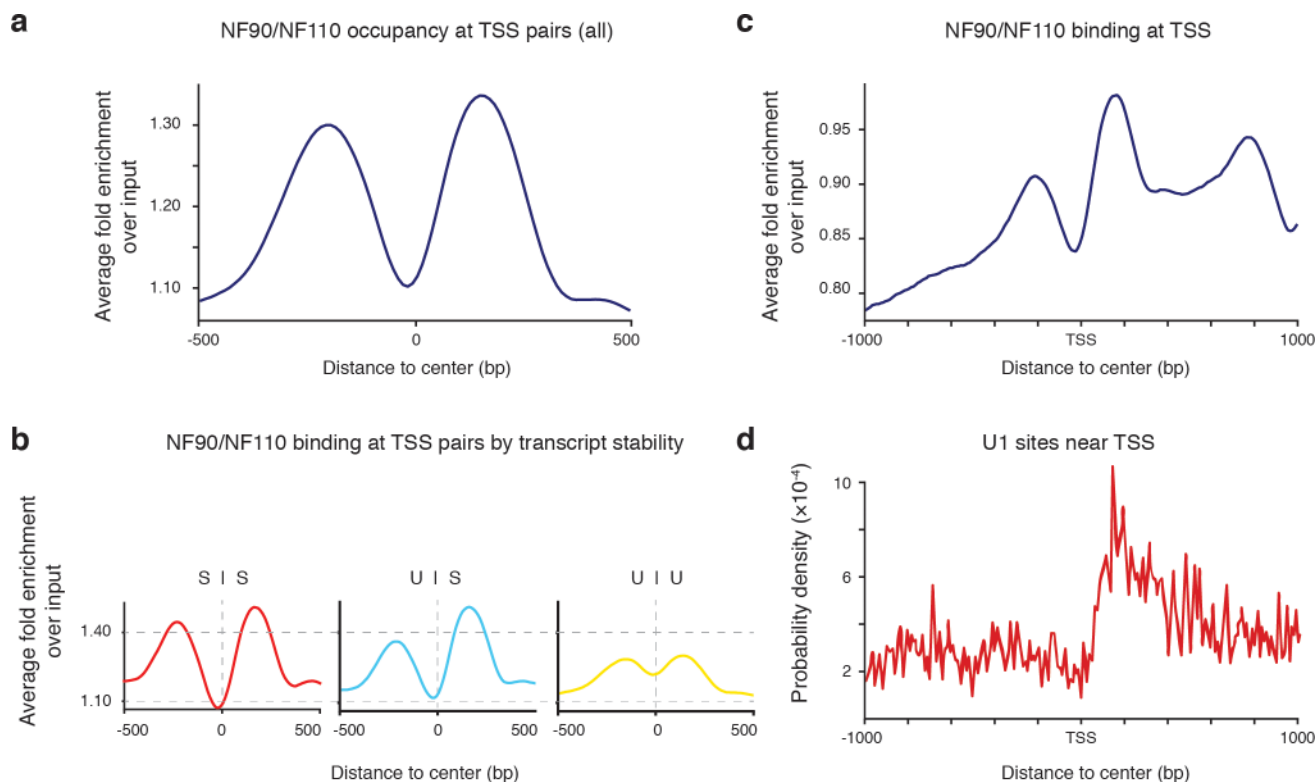 a
NF90/NF110 occupancy at TSS pairs (all)
Average fold enrichment
over input
1.30
1.20
1.10
-500
0
500
Distance to center (bp)
c
NF90/NF110 binding at TSS
Average fold enrichment
over input
0.95
0.90
0.85
0.80
-1000
TSS
1000
Distance to center (bp)
b
NF90/NF110 binding at TSS pairs by transcript stability
Average fold enrichment
over input
S | S
U | S
U | U
1.40
1.10
-500
0
500
-500
0
500
-500
0
500
Distance to center (bp)
d
U1 sites near TSS
Probability density (×10⁻⁴)
10
6
2
-1000
TSS
1000
Distance to center (bp)